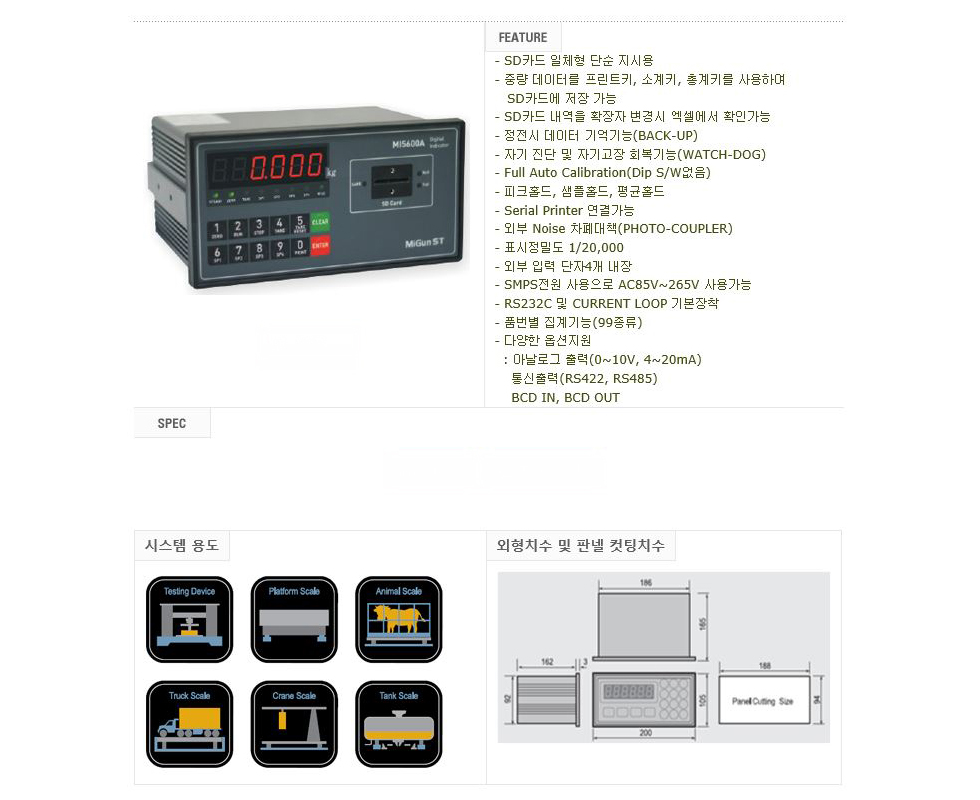 FEATURE
- SD카드 일체형 단순 지시용
- 중량 데이터를 프린트키, 소계키, 총계키를 사용하여
SD카드에 저장 가능
- SD카드 내역을 확장자 변경시 엑셀에서 확인가능
- 정전시 데이터 기억기능(BACK-UP)
- 자기 진단 및 자기고장 회복기능(WATCH-DOG)
- Full Auto Calibration(Dip S/W없음)
- 피크홀드, 샘플홀드, 평균홀드
- Serial Printer 연결가능
- 외부 Noise 차폐대책(PHOTO-COUPLER)
- 표시정밀도 1/20,000
- 외부 입력 단자4개 내장
- SMPS전원 사용으로 AC85V~265V 사용가능
- RS232C 및 CURRENT LOOP 기본장착
- 품번별 집계기능(99종류)
- 다양한 옵션지원
: 아날로그 출력(0~10V, 4~20mA)
통신출력(RS422, RS485)
BCD IN, BCD OUT
MI5600A
Digital
Indicator
0.000
kg
SD Card
1 2 3 4 5 CLEAR
6 7 8 9 0 ENTER
MiGun ST
SPEC
시스템 용도
Testing Device
Platform Scale
Animal Scale
Truck Scale
Crane Scale
Tank Scale
외형치수 및 판넬 컷팅치수
186
165
162
3
188
92
105
Panel Cutting Size
94
200